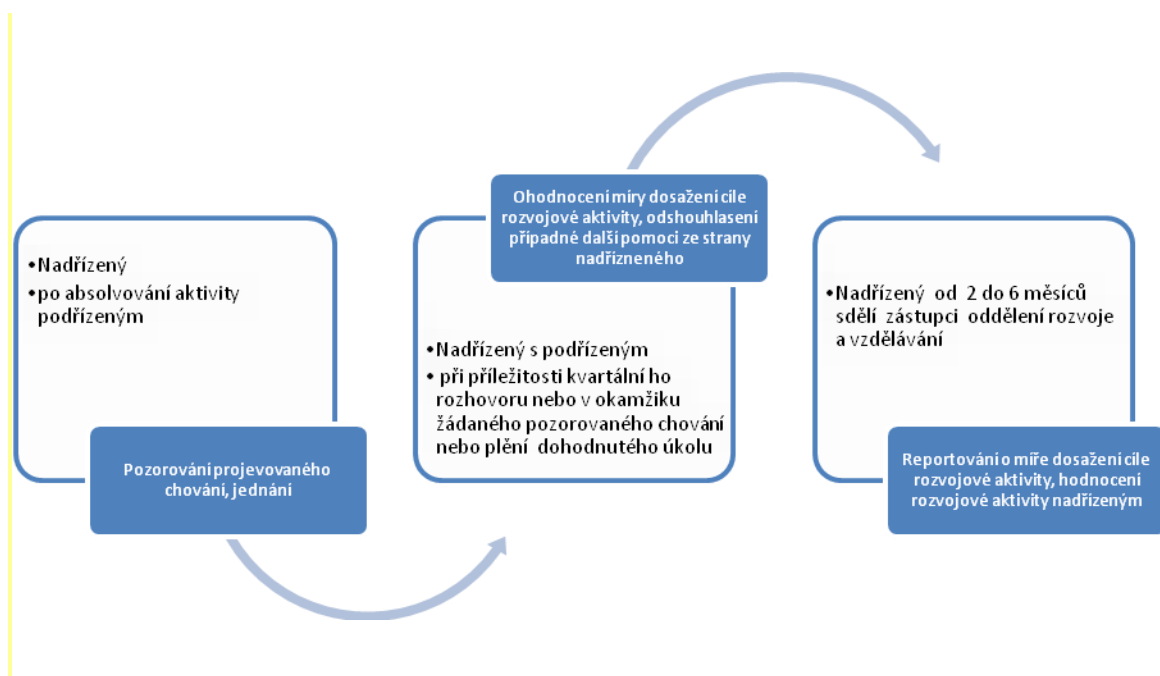 •Nadřízený
•po absolvování aktivity
podřízeným
Pozorování projevovaného
chování, jednání
Ohodnocení míry dosažení cíle
rozvojové aktivity, odshouhlasení
případné další pomoci ze strany
nadřízneného
•Nadřízený s podřízeným
• při příležitosti kvartální ho
rozhovoru nebo v okamžiku
žádaného pozorovaného chování
nebo plění dohodnutého úkolu
•Nadřízený od 2 do 6 měsíců
sdělí zástupci oddělení rozvoje
a vzdělávání
Reportování o míře dosažení cíle
rozvojové aktivity, hodnocení
rozvojové aktivity nadřízeným